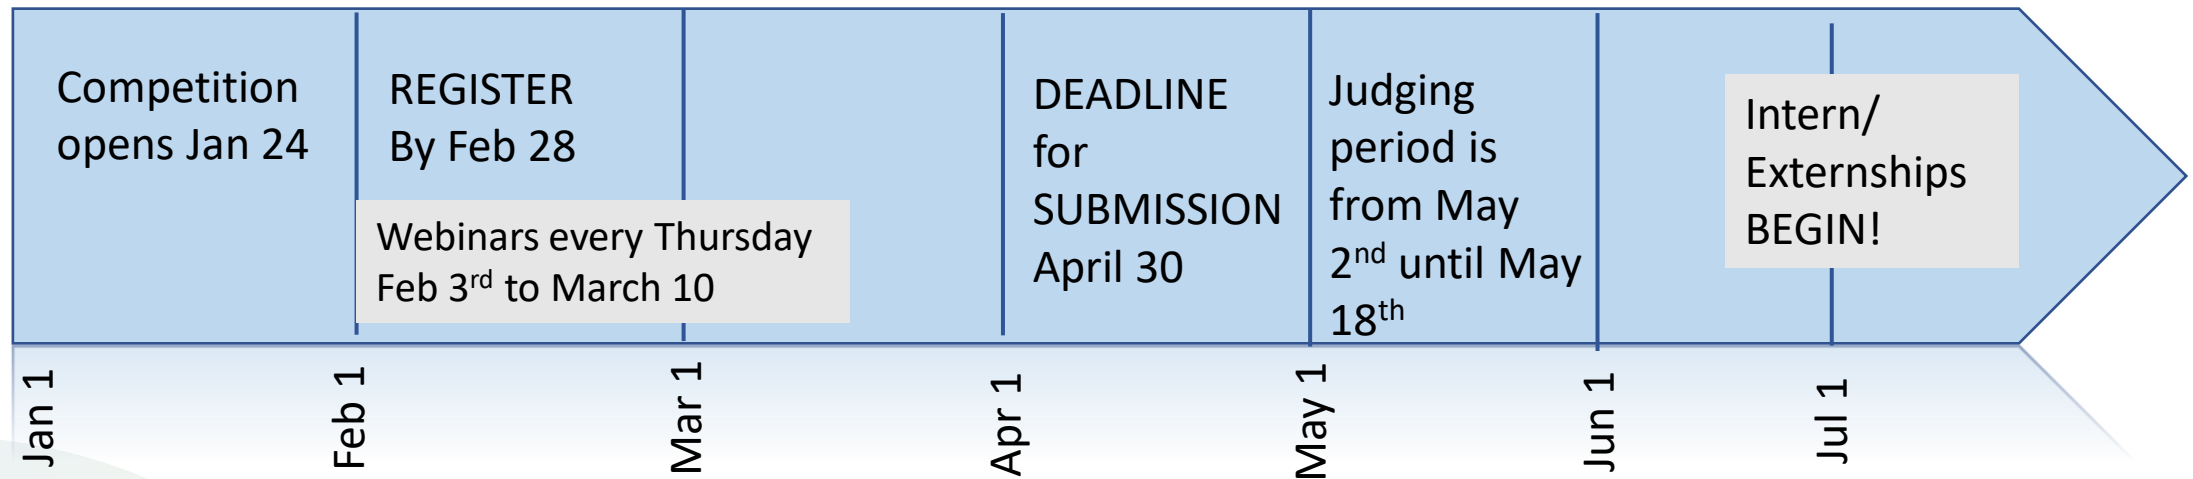 Competition
opens Jan 24
REGISTER
By Feb 28
Webinars every Thursday
Feb 3rd to March 10
DEADLINE
for
SUBMISSION
April 30
Judging
period is
from May
2nd until May
18th
Intern/
Externships
BEGIN!
Jan 1
Feb 1
Mar 1
Apr 1
May 1
Jun 1
Jul 1